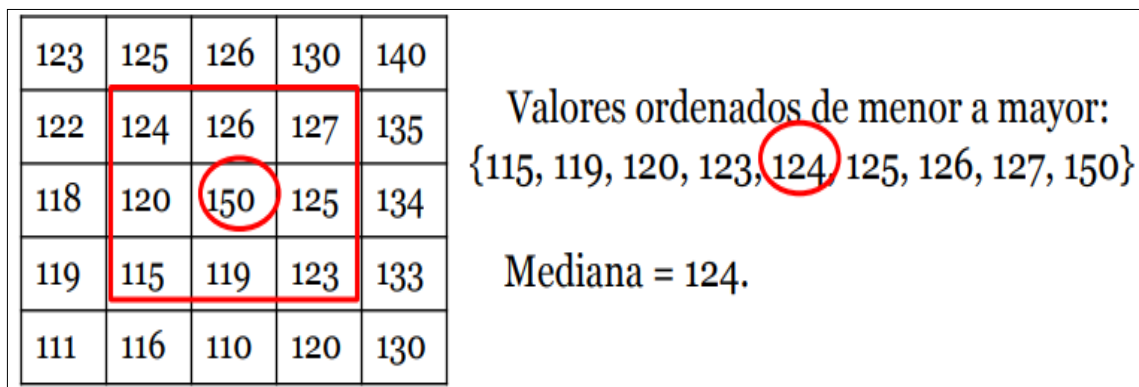 123 125 126 130 140
122 124 126 127 135
118 120 150 125 134
119 115 119 123 133
111 116 110 120 130
Valores ordenados de menor a mayor:
{115, 119, 120, 123, 124, 125, 126, 127, 150}
Mediana = 124.